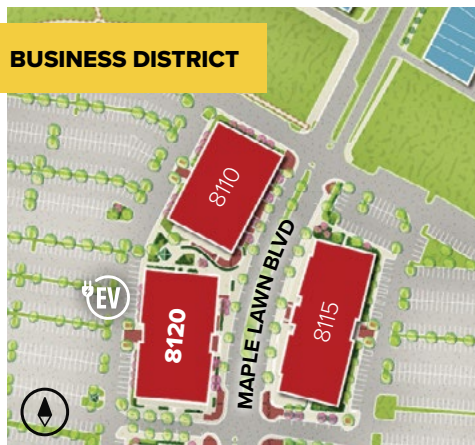 BUSINESS DISTRICT
8110
MAPLE LAWN BLVD
8115
EV
8120